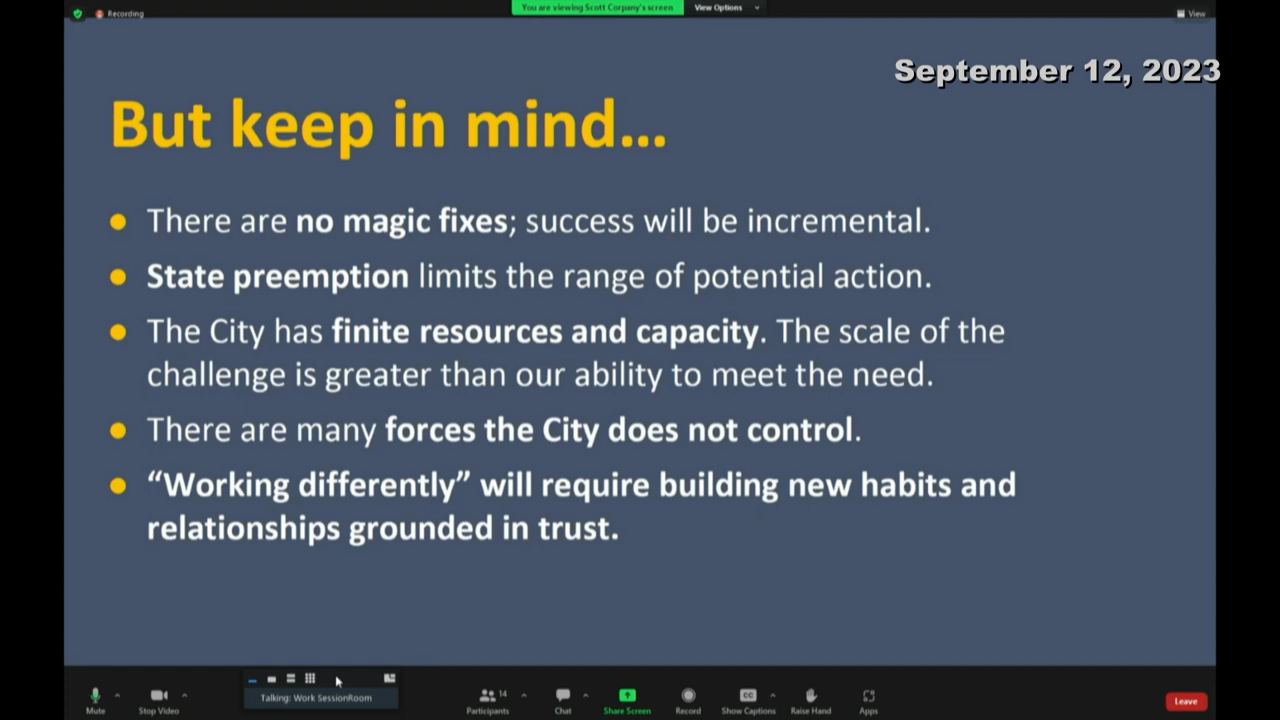 Recording
You are viewing Scott Corpany's screen
View Options
View
September 12, 2023
But keep in mind...
There are no magic fixes; success will be incremental.
State preemption limits the range of potential action.
The City has finite resources and capacity. The scale of the
challenge is greater than our ability to meet the need.
There are many forces the City does not control.
“Working differently” will require building new habits and
relationships grounded in trust.
Talking: Work SessionRoom
Mute
Stop Video
Participants
14
Chat
Share Screen
Record
CC
Show Captions
Raise Hand
Apps
Leave